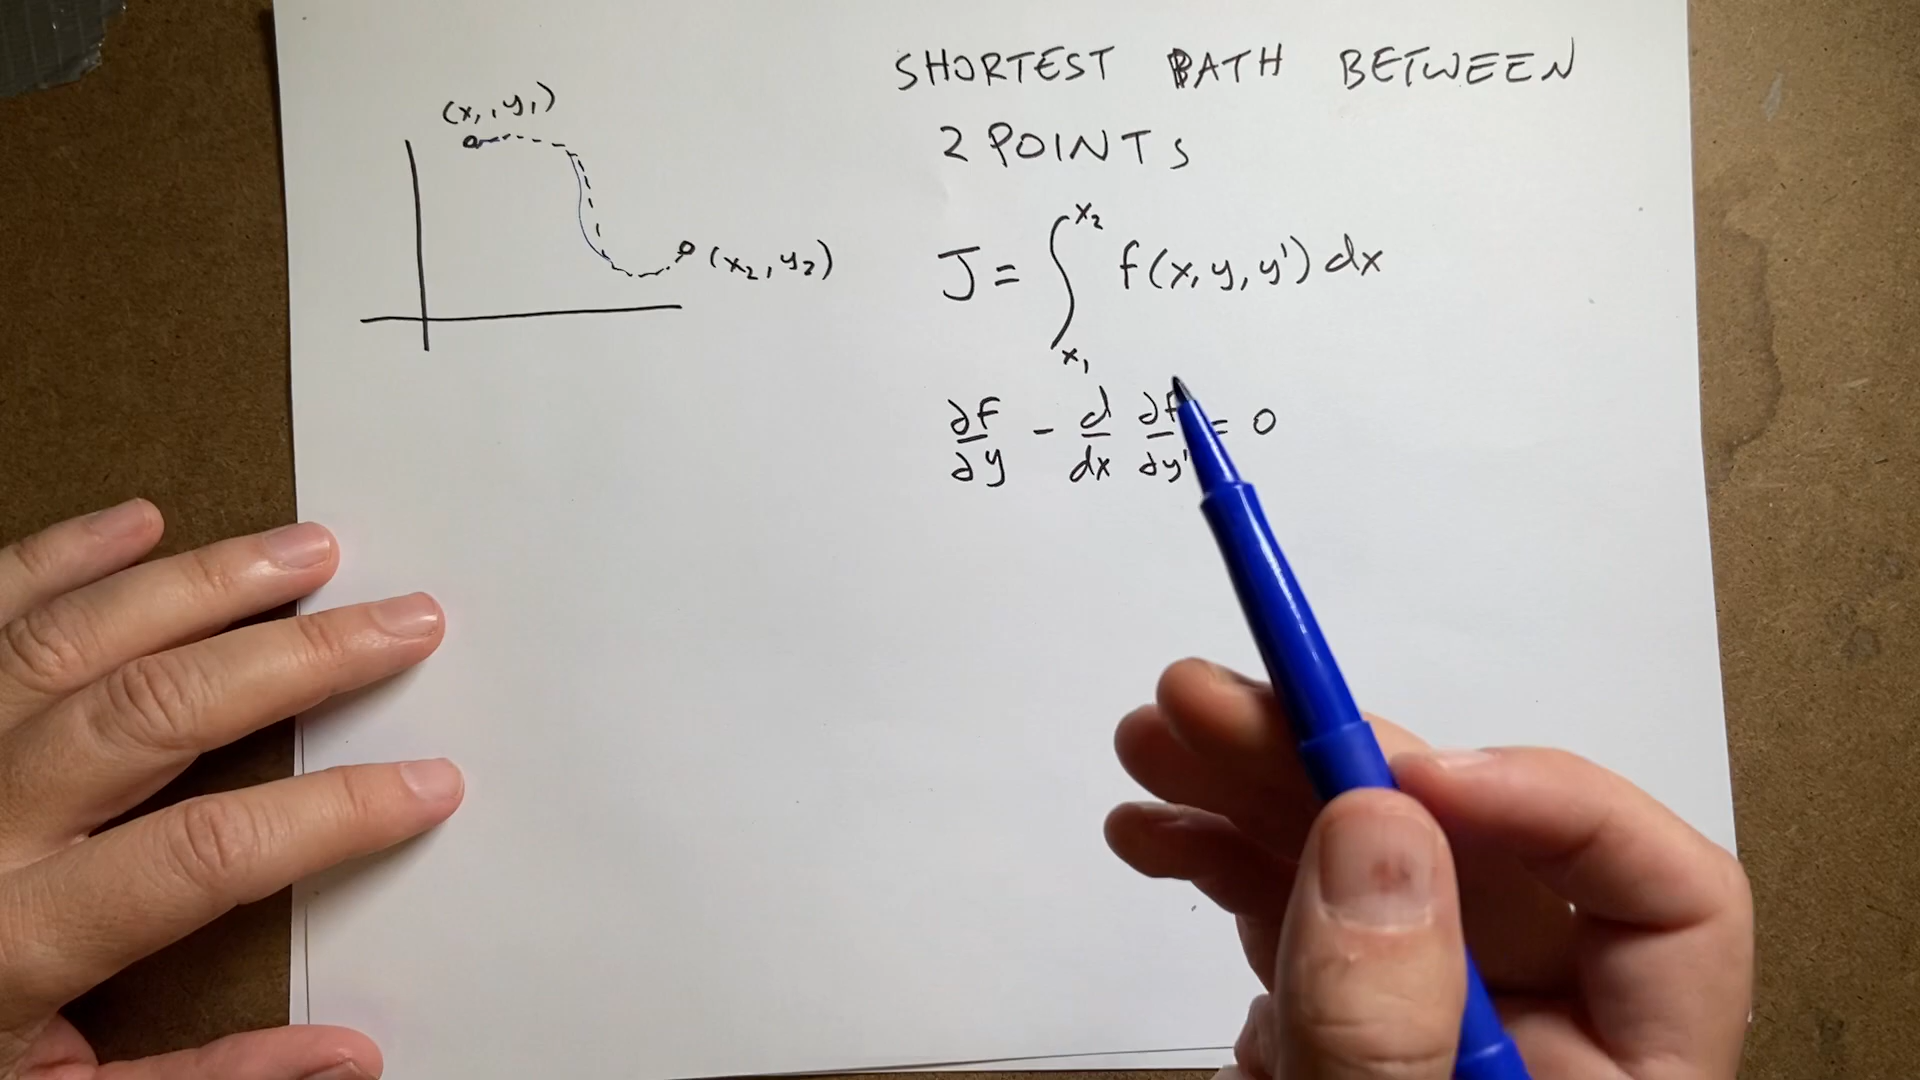 (x₁, y₁)
(x₂, y₂)
SHORTEST PATH BETWEEN
2 POINTS
J = ∫_{x₁}^{x₂} f(x, y, y') dx
∂f/∂y - d/dx ∂f/∂y' = 0